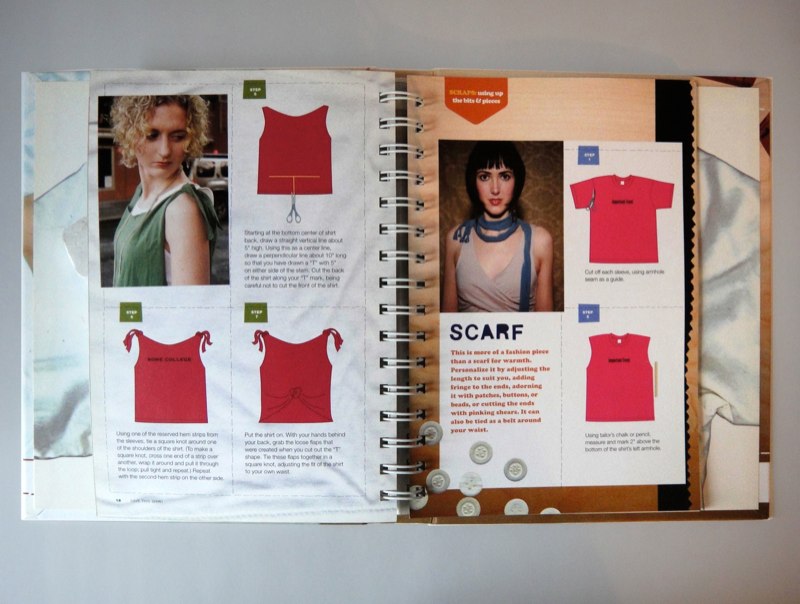 STEP
5
Starting at the bottom center of shirt
back, draw a straight vertical line about
5" high. Using this as a center line,
draw a perpendicular line about 10" long
so that you have drawn a "T" with 5"
on either side of the stem. Cut the back
of the shirt along your "T" mark, being
careful not to cut the front of the shirt.
STEP
6
SOME COLLEGE
Using one of the reserved hem strips from
the sleeves, tie a square knot around one
of the shoulders of the shirt. (To make
a square knot, cross one end of a strip over
another, wrap it around and pull it through
the loop; pull tight and repeat.) Repeat
with the second hem strip on the other side.
STEP
7
Put the shirt on. With your hands behind
your back, grab the loose flaps that
were created when you cut out the "T"
shape. Tie these flaps together in a
square knot, adjusting the fit of the shirt
to your own waist.
SCRAPS: using up
the bits & pieces
SCARF
This is more of a fashion piece
than a scarf for warmth.
Personalize it by adjusting the
length to suit you, adding
fringe to the ends, adorning
it with patches, buttons, or
beads, or cutting the ends
with pinking shears. It can
also be tied as a belt around
your waist.
STEP
1
Cut off each sleeve, using armhole
seam as a guide.
STEP
2
Using tailor's chalk or pencil,
measure and mark 2" above the
bottom of the shirt's left armhole.